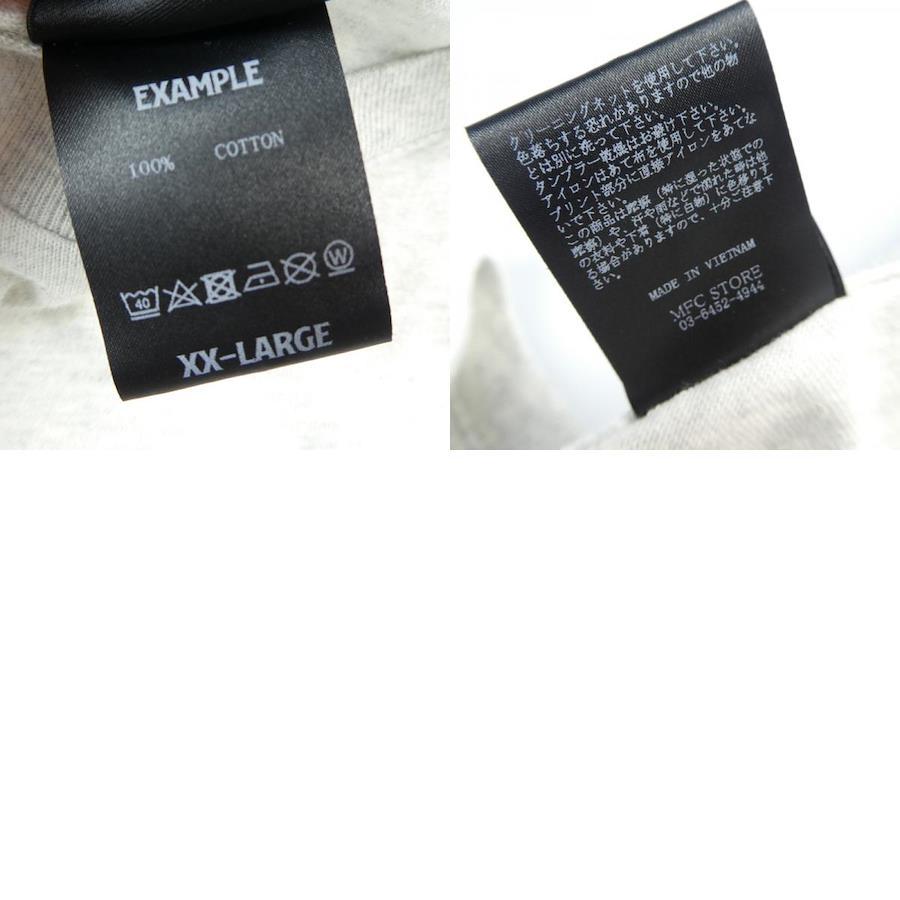 EXAMPLE
100% COTTON
40
W
XX-LARGE
クリーニングネットを使用して下さい。
色落ちする恐れがありますので他の物
とは別に洗って下さい。
タンブラー乾燥はお避け下さい。
アイロンはあて布を使用して下さい。
プリント部分に直接アイロンをあてな
いで下さい。
この商品は摩擦(特に湿った状態での
摩擦)や、汗や雨などで濡れた時は他
の衣料や下着(特に白物)に色移りす
る場合がありますので、十分ご注意下
さい。
MADE IN VIETNAM
MFC STORE
03-6452-4944